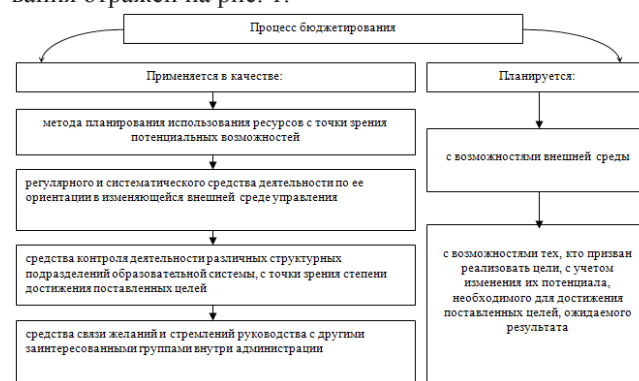 вания отражен на рис. 1.
Процесс бюджетирования
Применяется в качестве:
метода планирования использования ресурсов с точки зрения
потенциальных возможностей
регулярного и систематического средства деятельности по ее
ориентации в изменяющейся внешней среде управления
средства контроля деятельности различных структурных
подразделений образовательной системы, с точки зрения степени
достижения поставленных целей
средства связи желаний и стремлений руководства с другими
заинтересованными группами внутри администрации
Планируется:
с возможностями внешней среды
с возможностями тех, кто призван
реализовать цели, с учетом
изменения их потенциала,
необходимого для достижения
поставленных целей, ожидаемого
результата